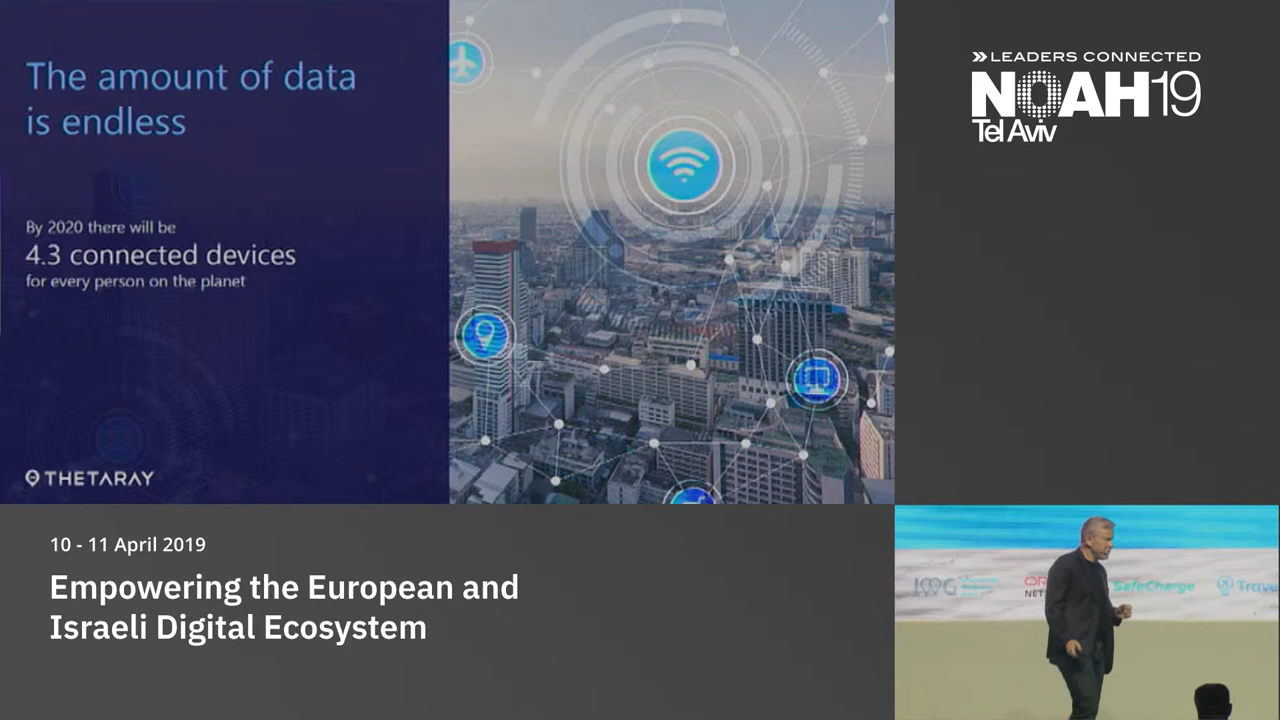 The amount of data
is endless
By 2020 there will be
4.3 connected devices
for every person on the planet
THETARAY
LEADERS CONNECTED
NOAH19
Tel Aviv
10 - 11 April 2019
Empowering the European and
Israeli Digital Ecosystem
SafeCharge